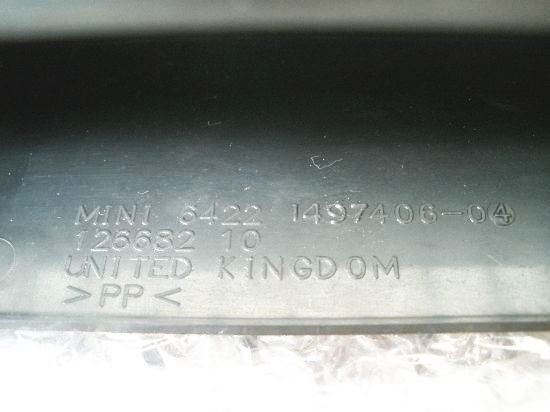 MINI 6422 1497406-04
126682 10
UNITED KINGDOM
>PP<